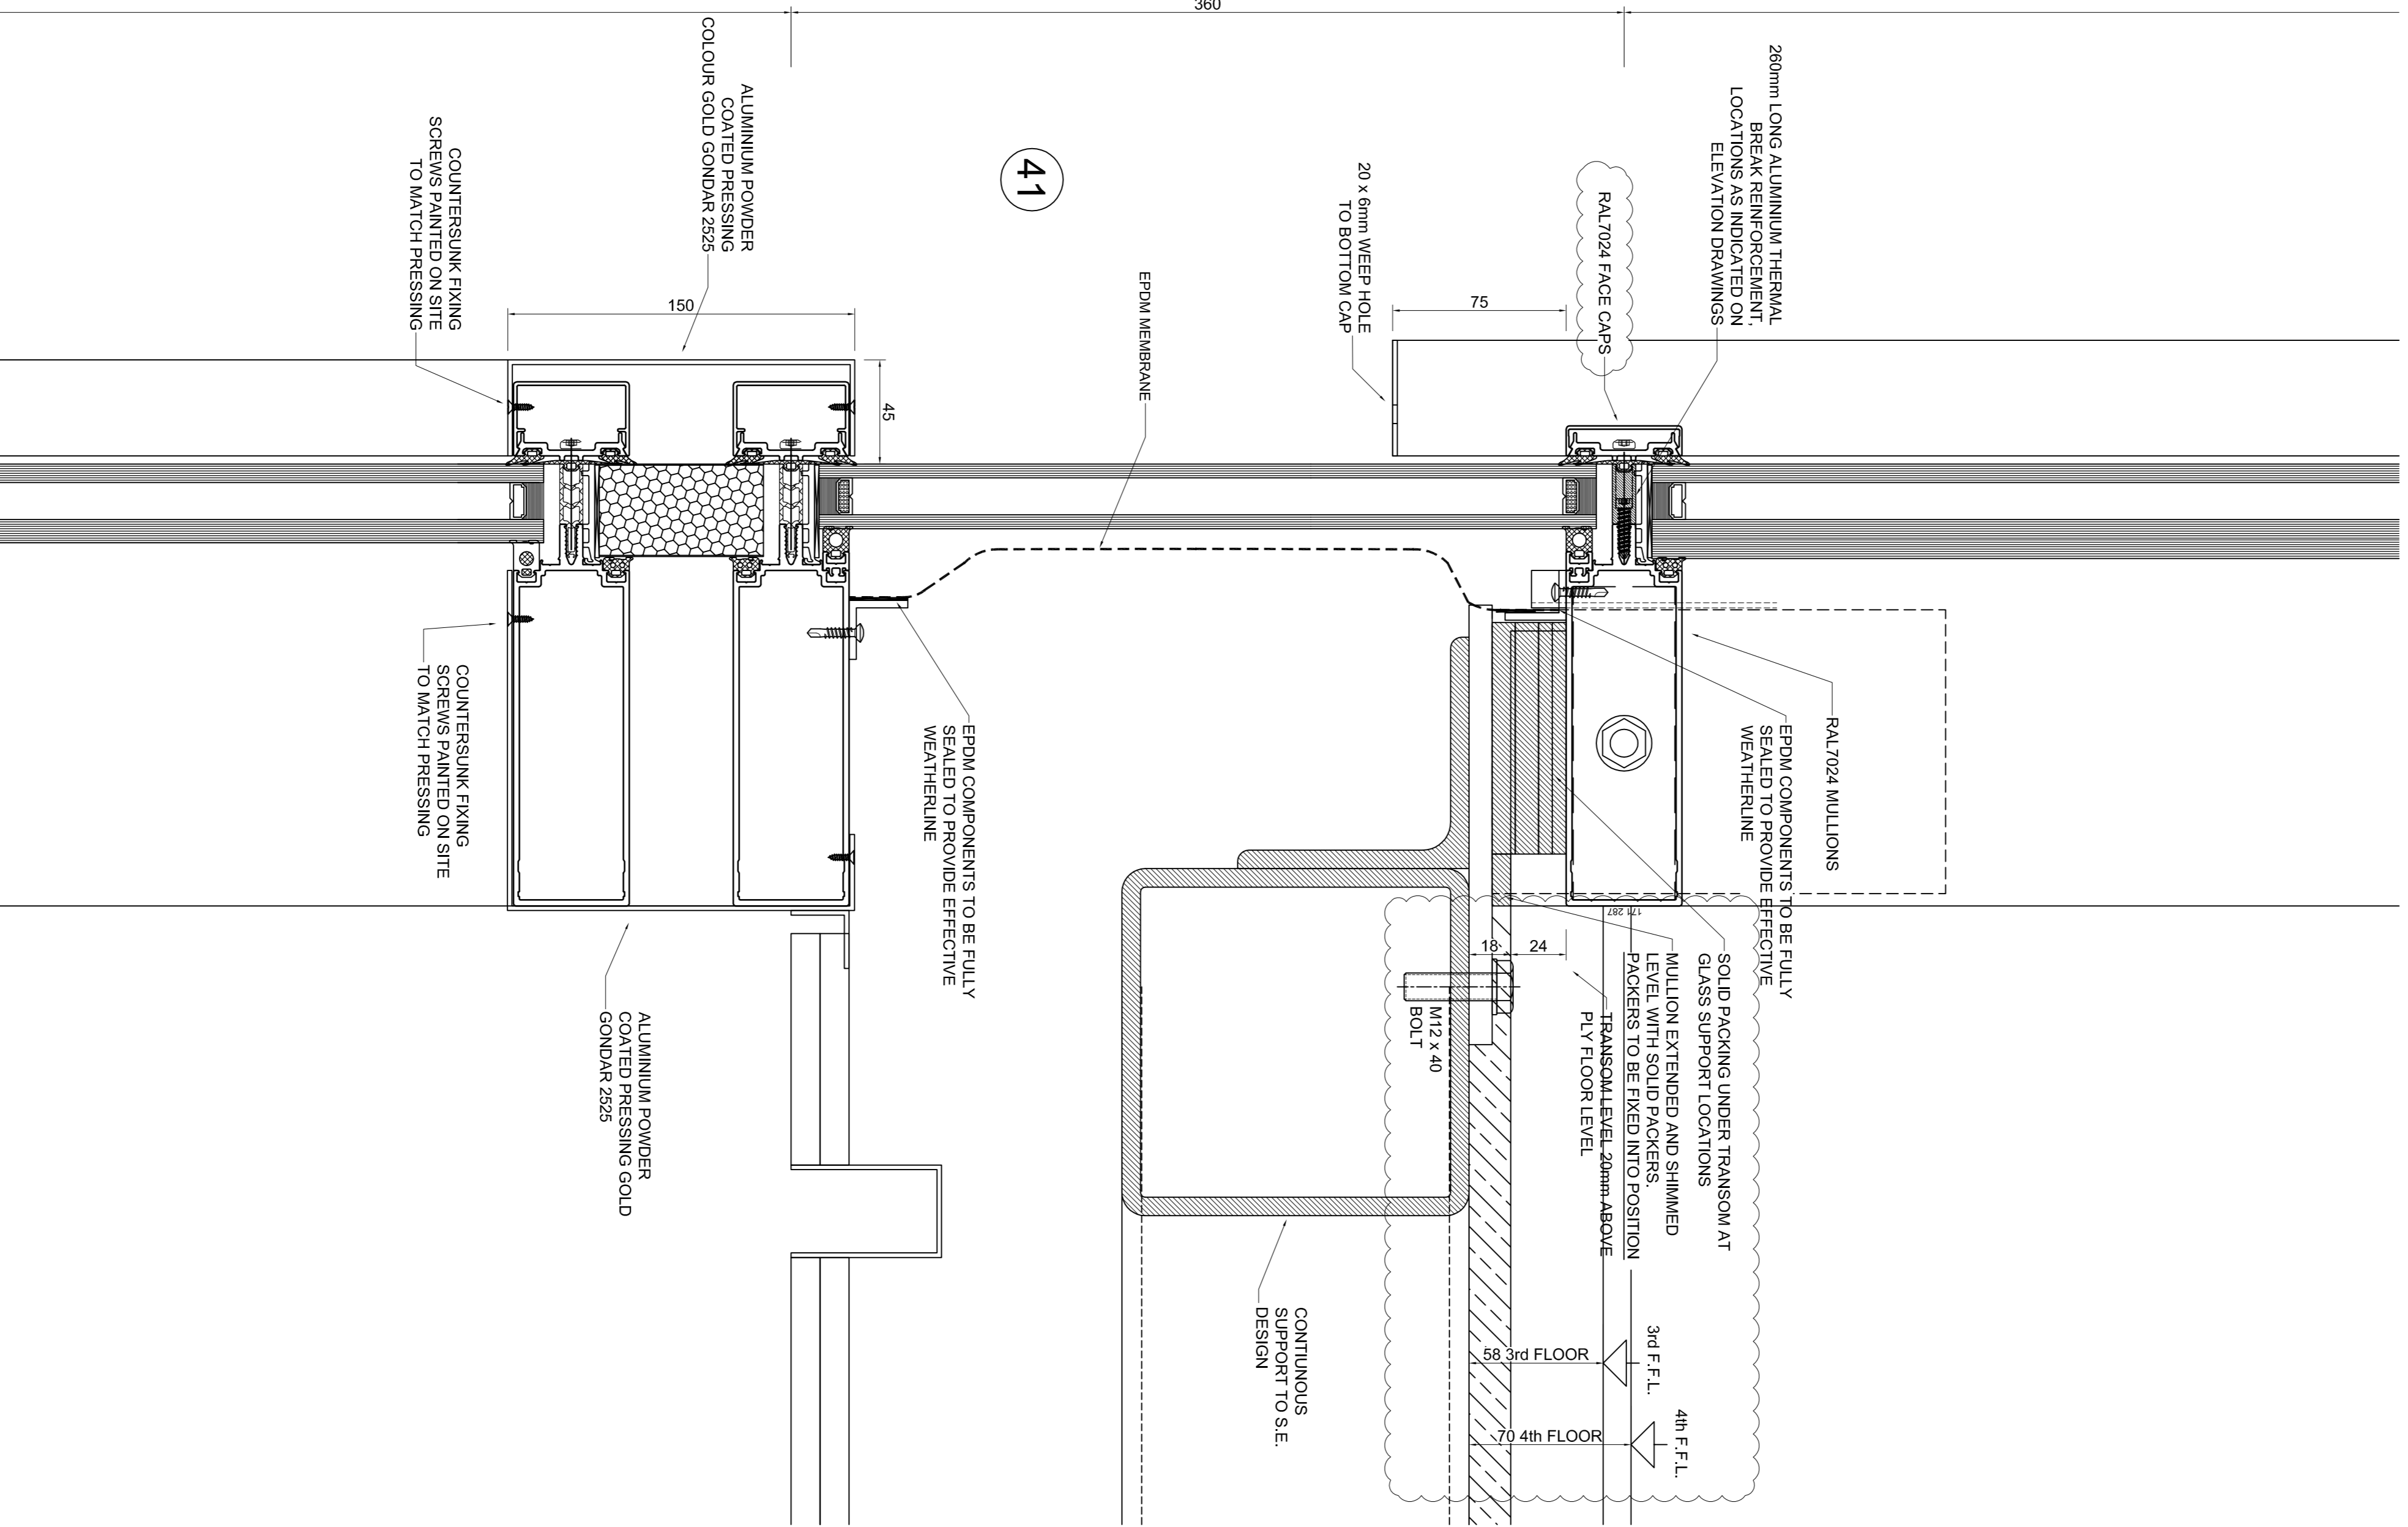 360
260mm LONG ALUMINIUM THERMAL
BREAK REINFORCEMENT,
LOCATIONS AS INDICATED ON
ELEVATION DRAWINGS
RAL7024 FACE CAPS
20 x 6mm WEEP HOLE
TO BOTTOM CAP
75
41
EPDM MEMBRANE
ALUMINIUM POWDER
COATED PRESSING
COLOUR GOLD GONDAR 2525
150
45
COUNTERSUNK FIXING
SCREWS PAINTED ON SITE
TO MATCH PRESSING
RAL7024 MULLIONS
EPDM COMPONENTS TO BE FULLY
SEALED TO PROVIDE EFFECTIVE
WEATHERLINE
SOLID PACKING UNDER TRANSOM AT
GLASS SUPPORT LOCATIONS
MULLION EXTENDED AND SHIMMED
LEVEL WITH SOLID PACKERS.
PACKERS TO BE FIXED INTO POSITION
TRANSOM LEVEL 20mm ABOVE
PLY FLOOR LEVEL
171 287
18
24
M12 x 40
BOLT
EPDM COMPONENTS TO BE FULLY
SEALED TO PROVIDE EFFECTIVE
WEATHERLINE
COUNTERSUNK FIXING
SCREWS PAINTED ON SITE
TO MATCH PRESSING
ALUMINIUM POWDER
COATED PRESSING GOLD
GONDAR 2525
CONTIUNOUS
SUPPORT TO S.E.
DESIGN
3rd F.F.L.
58 3rd FLOOR
4th F.F.L.
70 4th FLOOR